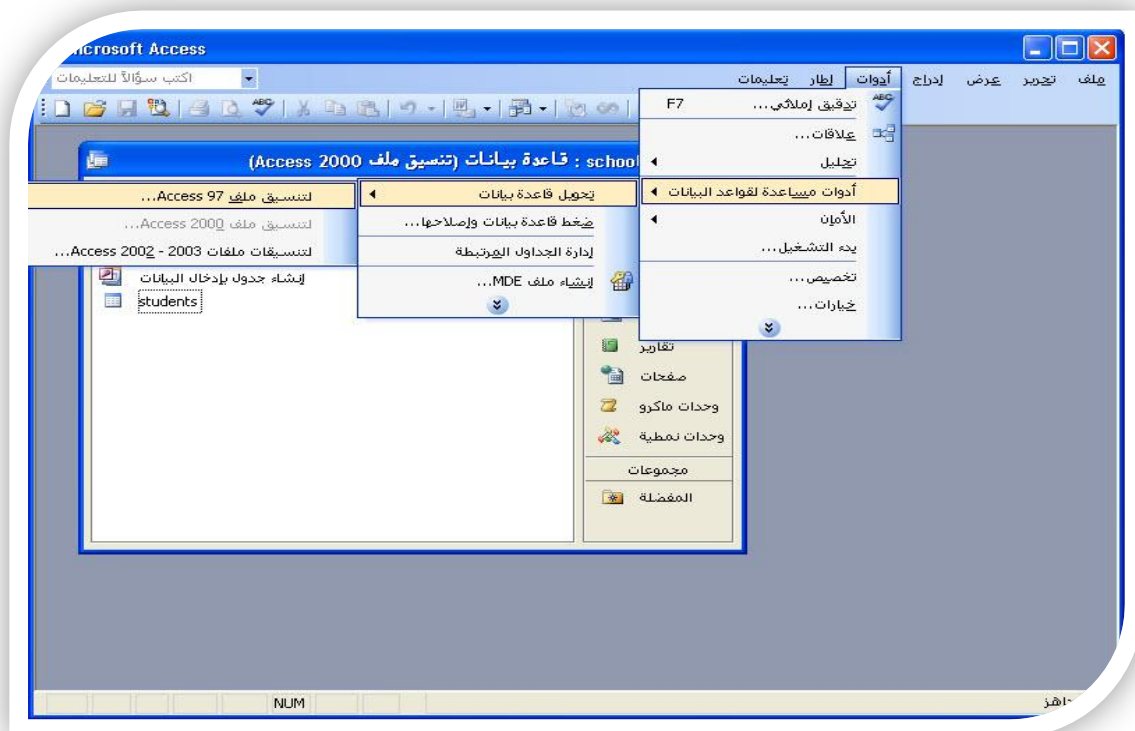 Microsoft Access
ملف تحرير عرض إدراج أدوات إطار تعليمات
اكتب سؤالاً للتعليمات
تدقيق إملائي... F7
علاقات...
تحليل
أدوات مساعدة لقواعد البيانات
الأمان
بدء التشغيل...
تخصيص...
خيارات...
school : قاعدة بيانات (تنسيق ملف Access 2000)
تحويل قاعدة بيانات
ضغط قاعدة بيانات وإصلاحها...
إدارة الجداول المرتبطة
إنشاء ملف MDE...
لتنسيق ملف Access 97...
لتنسيق ملف Access 2000...
لتنسيقات ملفات Access 2002 - 2003...
إنشاء جدول بإدخال البيانات
students
تقارير
صفحات
وحدات ماكرو
وحدات نمطية
مجموعات
المفضلة
جاهز
NUM